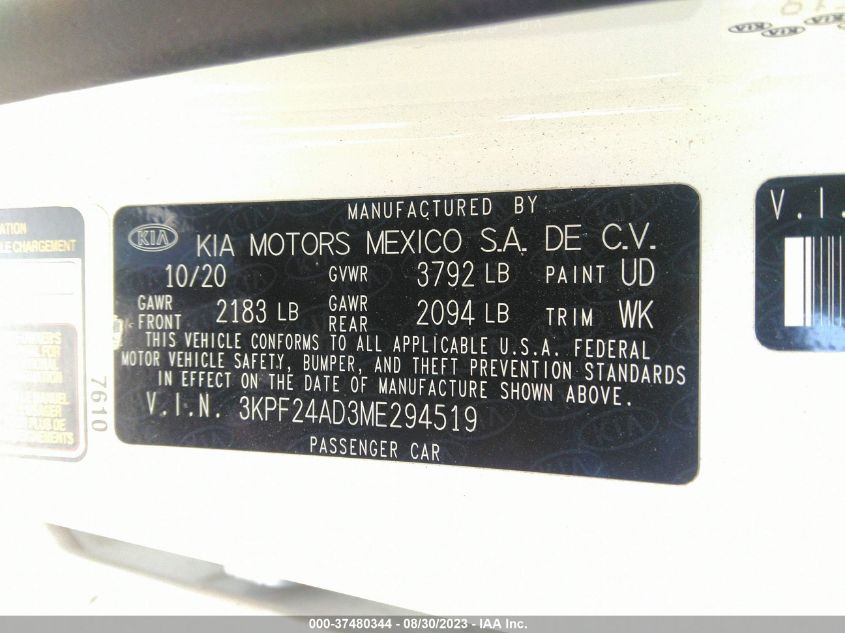 KIA
MANUFACTURED BY
KIA
KIA MOTORS MEXICO S.A. DE C.V.
10/20 GVWR 3792 LB PAINT UD
GAWR FRONT 2183 LB GAWR REAR 2094 LB TRIM WK
THIS VEHICLE CONFORMS TO ALL APPLICABLE U.S.A. FEDERAL
MOTOR VEHICLE SAFETY, BUMPER, AND THEFT PREVENTION STANDARDS
IN EFFECT ON THE DATE OF MANUFACTURE SHOWN ABOVE.
V.I.N. 3KPF24AD3ME294519
PASSENGER CAR
7610
CHARGEMENT
V.I.
000-37480344 - 08/30/2023 - IAA Inc.